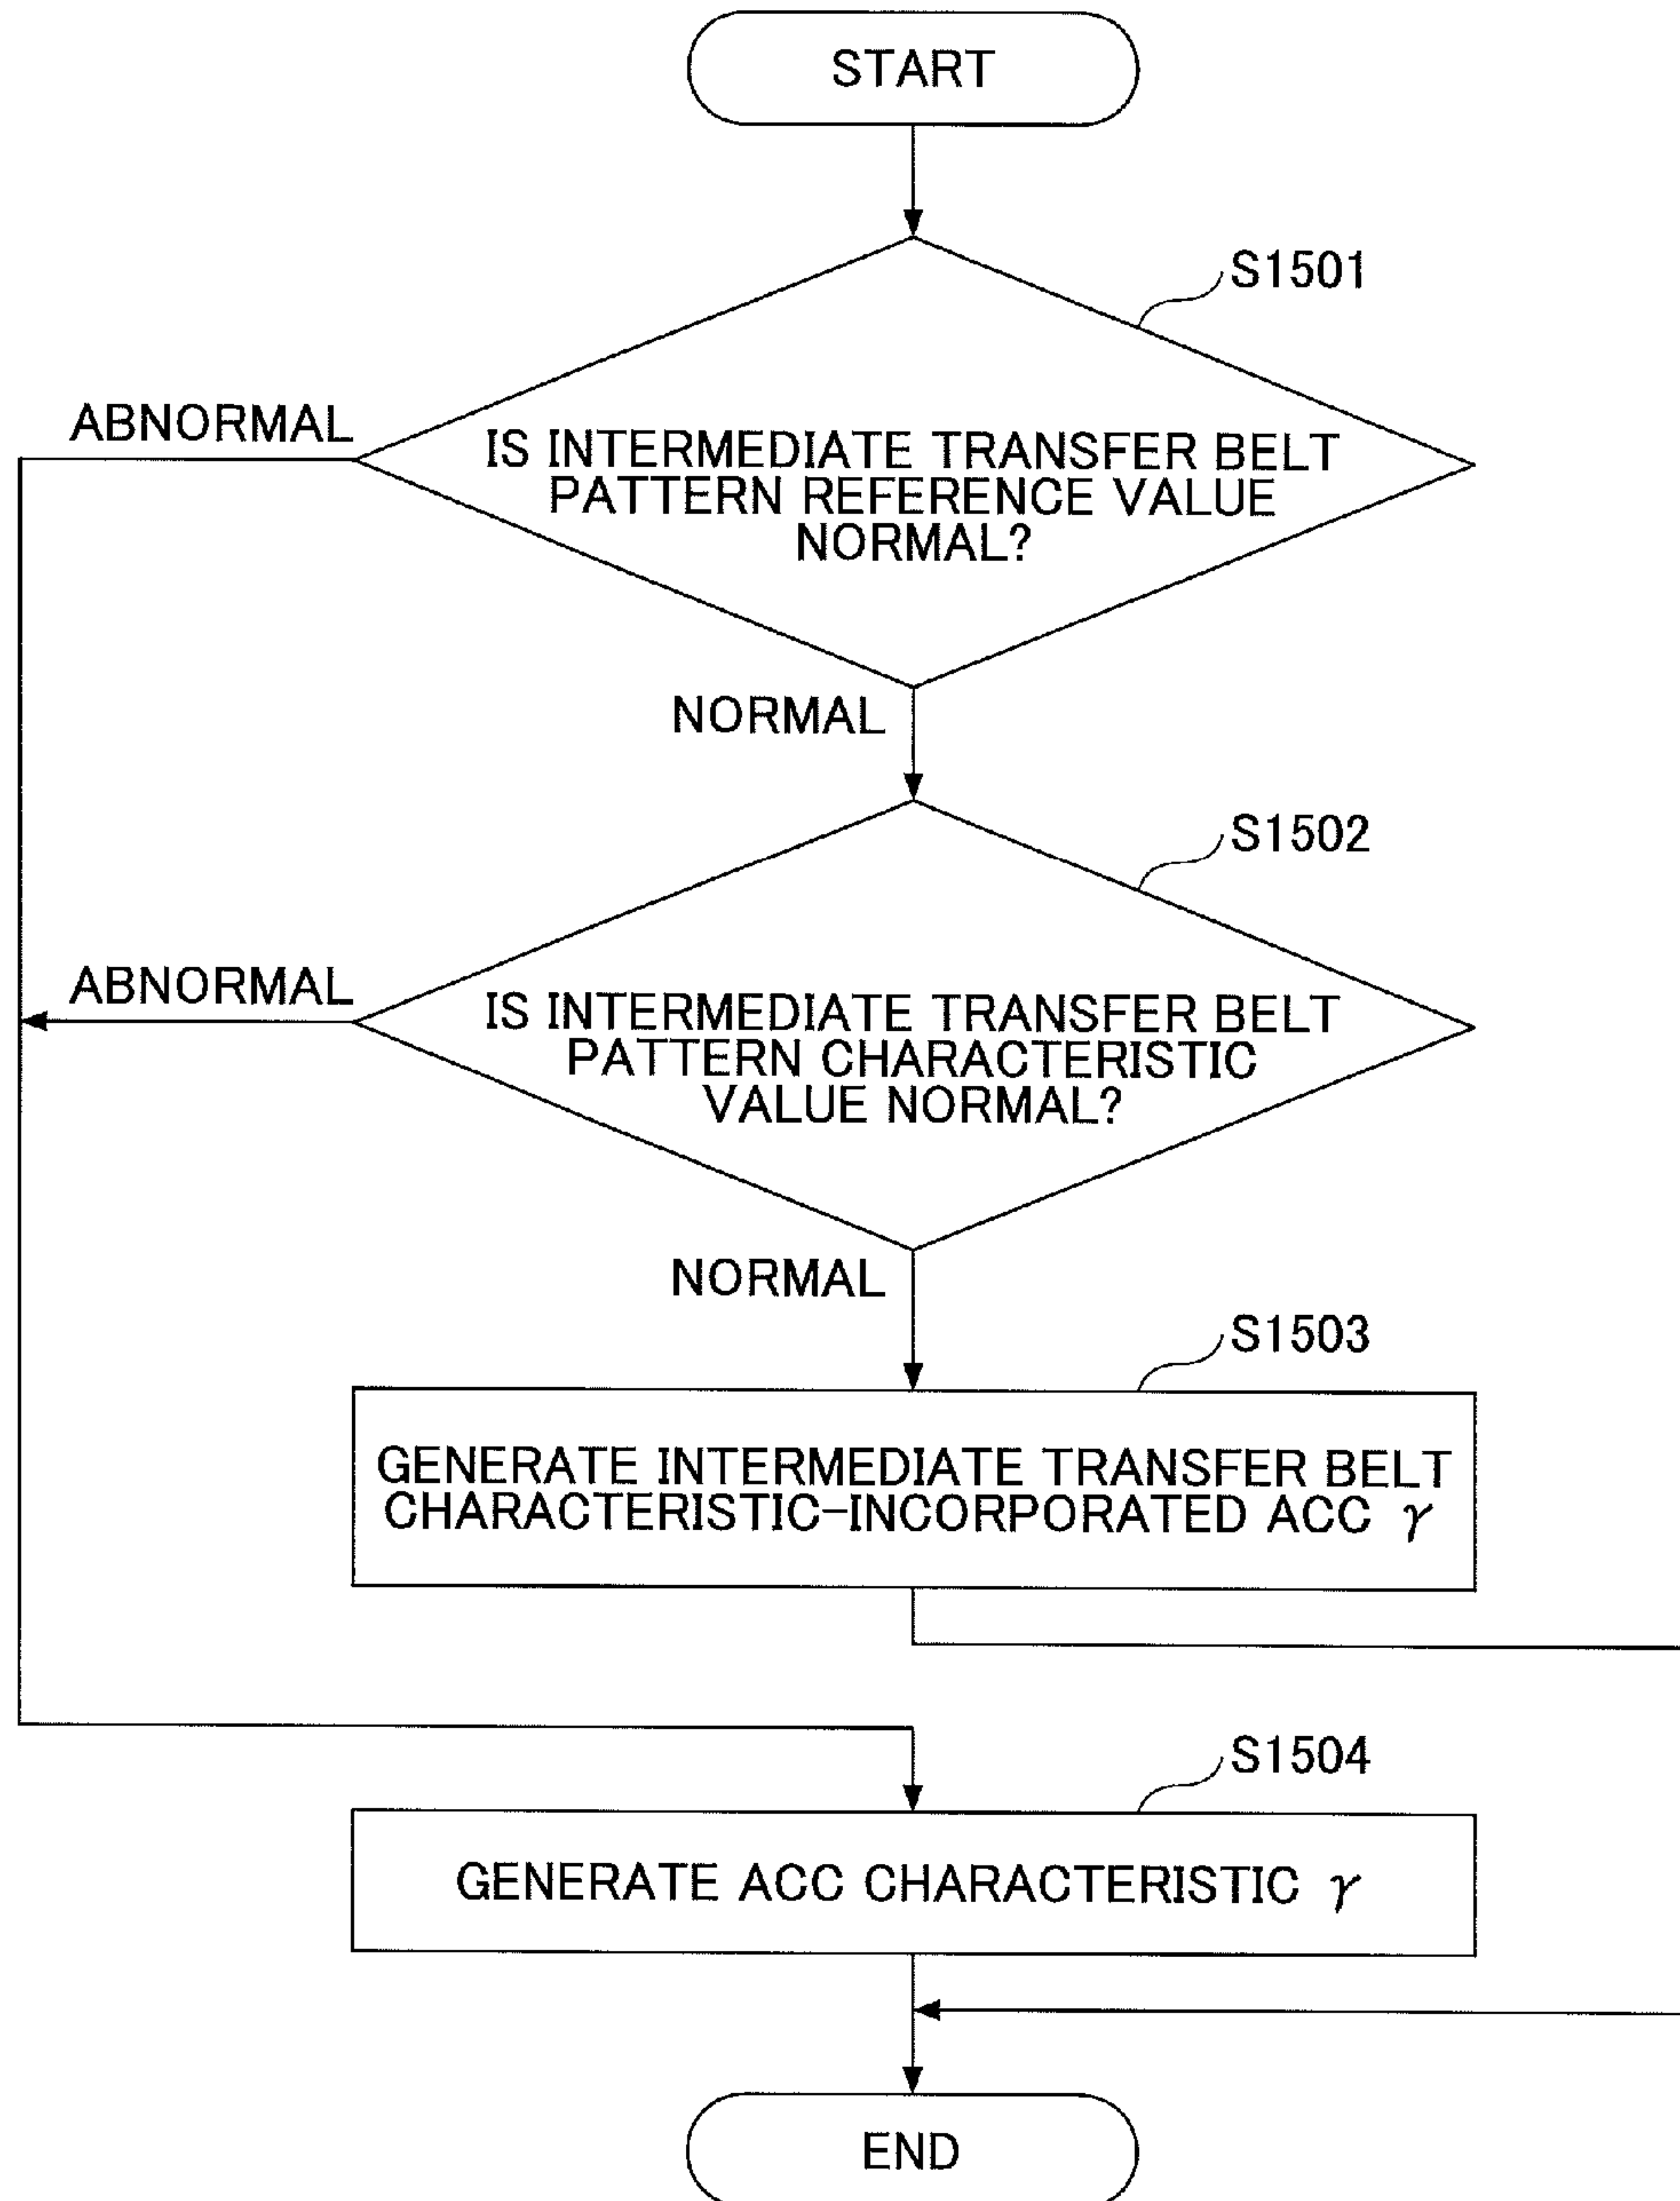 START
S1501
ABNORMAL
IS INTERMEDIATE TRANSFER BELT
PATTERN REFERENCE VALUE
NORMAL?
NORMAL
S1502
ABNORMAL
IS INTERMEDIATE TRANSFER BELT
PATTERN CHARACTERISTIC
VALUE NORMAL?
NORMAL
S1503
GENERATE INTERMEDIATE TRANSFER BELT
CHARACTERISTIC-INCORPORATED ACC γ
S1504
GENERATE ACC CHARACTERISTIC γ
END